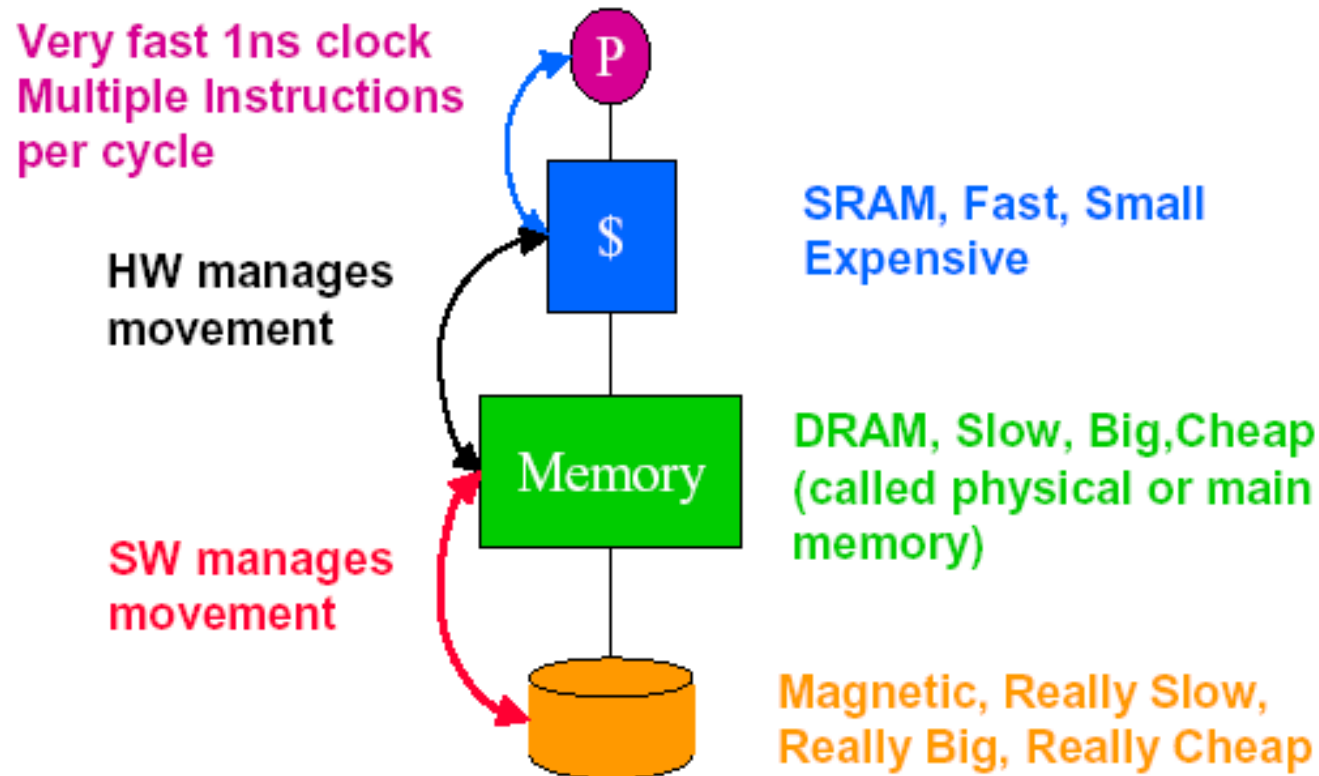 Very fast 1ns clock
Multiple Instructions
per cycle
P
$
SRAM, Fast, Small
Expensive
HW manages
movement
Memory
DRAM, Slow, Big,Cheap
(called physical or main
memory)
SW manages
movement
Magnetic, Really Slow,
Really Big, Really Cheap